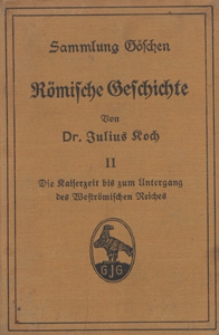 Sammlung Göschen
Römische Geschichte
Von
Dr. Julius Koch
II
Die Kaiserzeit bis zum Untergang
des Weströmischen Reiches
GJG